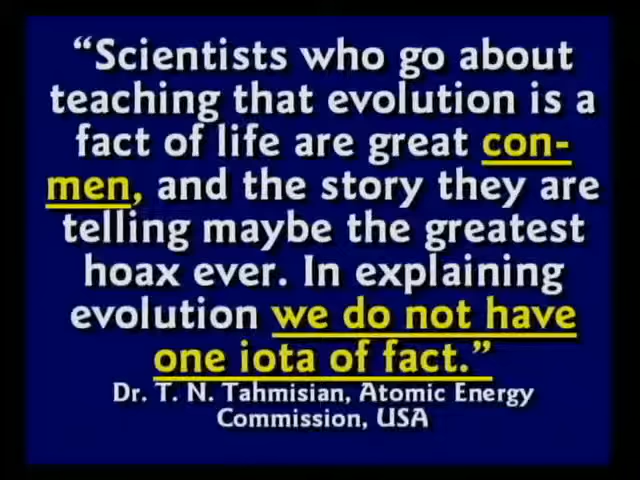 “Scientists who go about
teaching that evolution is a
fact of life are great con-
men, and the story they are
telling maybe the greatest
hoax ever. In explaining
evolution we do not have
one iota of fact.”
Dr. T. N. Tahmisian, Atomic Energy
Commission, USA